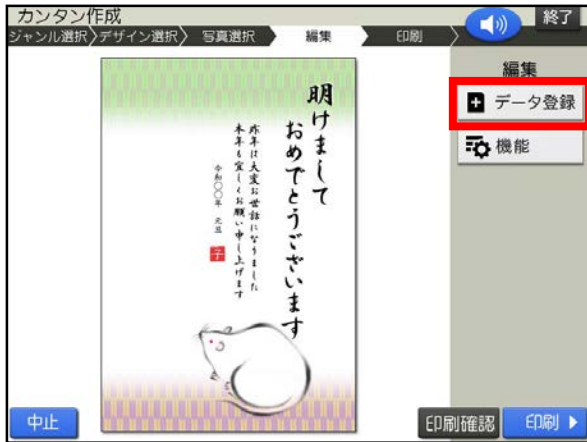 カンタン作成
終了
ジャンル選択
デザイン選択
写真選択
編集
印刷
編集
データ登録
機能
明けまして
おめでとうございます
昨年は大変お世話になりました
本年も宜しくお願い申し上げます
令和〇〇年 元旦
子
中止
印刷確認
印刷